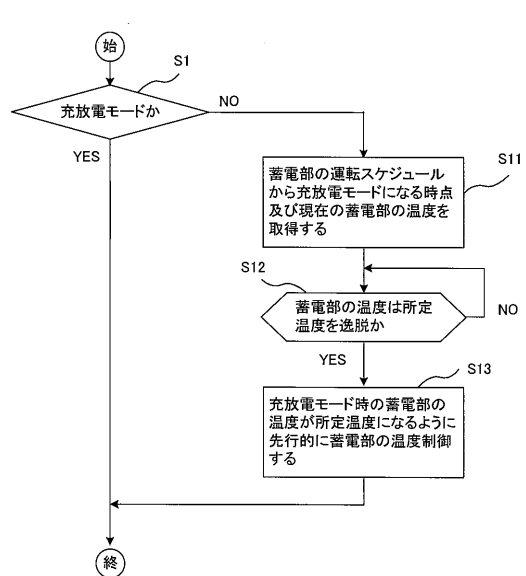 始
S1
充放電モードか
NO
YES
S11
蓄電部の運転スケジュール
から充放電モードになる時点
及び現在の蓄電部の温度を
取得する
S12
蓄電部の温度は所定
温度を逸脱か
NO
YES
S13
充放電モード時の蓄電部の
温度が所定温度になるように
先行的に蓄電部の温度制御
する
終